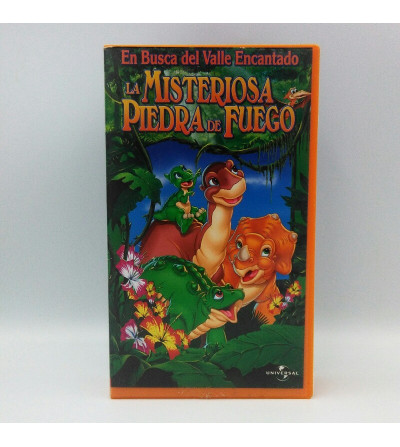 En Busca del Valle Encantado
LA MISTERIOSA
PIEDRA DE FUEGO
UNIVERSAL